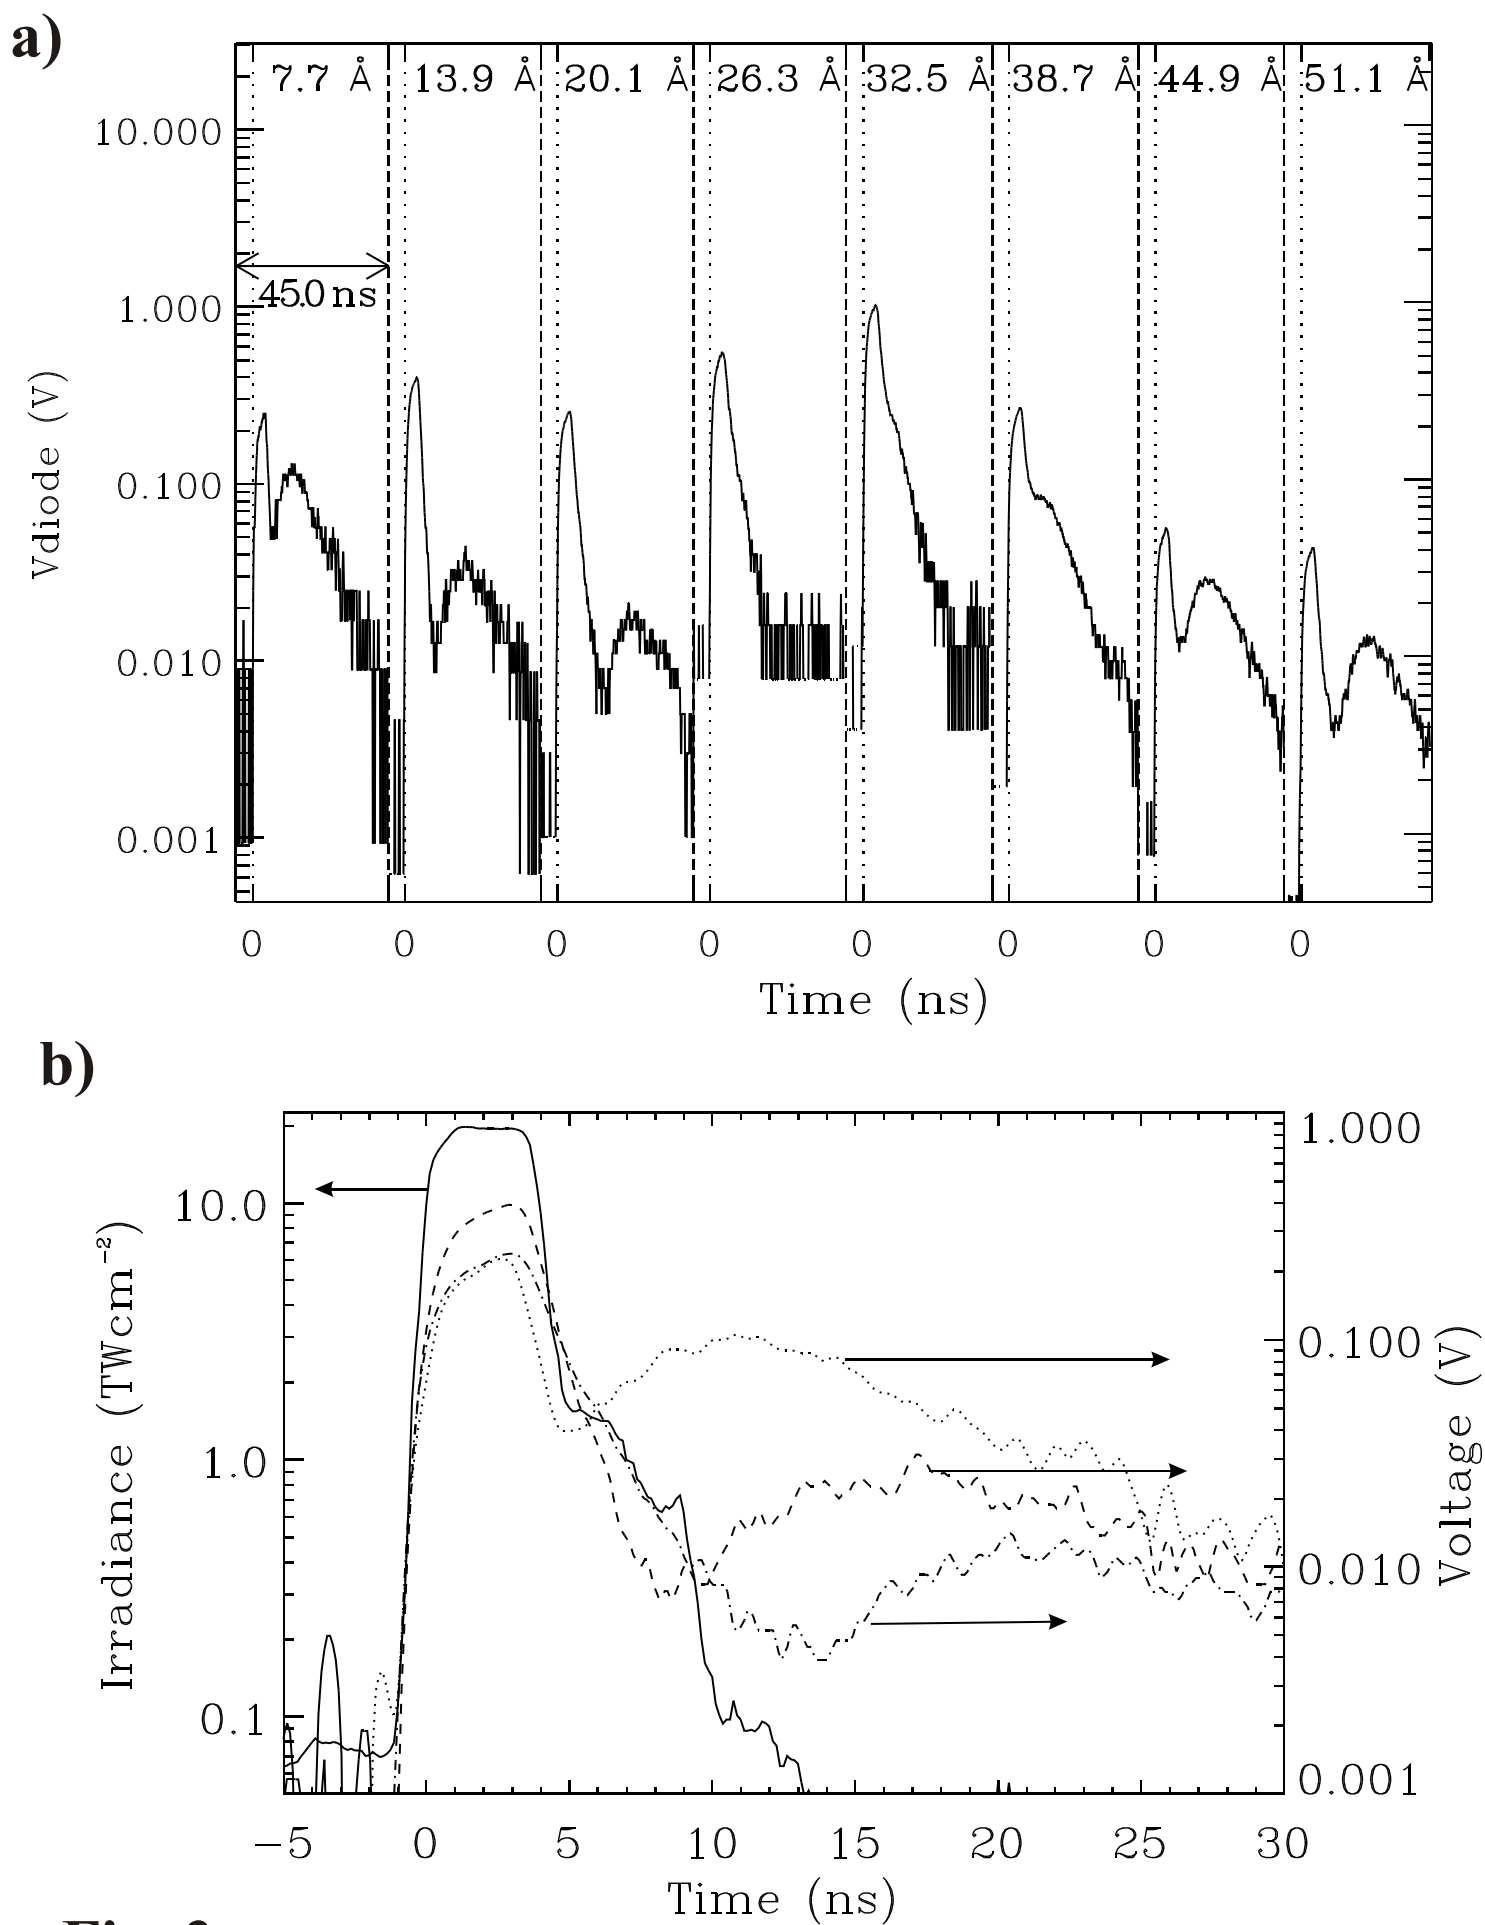 a)
7.7 Å 13.9 Å 20.1 Å 26.3 Å 32.5 Å 38.7 Å 44.9 Å 51.1 Å
10.000
45.0 ns
1.000
Vdiode (V)
0.100
0.010
0.001
0 0 0 0 0 0 0 0
Time (ns)
b)
1.000
10.0
Irradiance (TWcm⁻²)
0.100
Voltage (V)
1.0
0.010
0.1
0.001
−5 0 5 10 15 20 25 30
Time (ns)